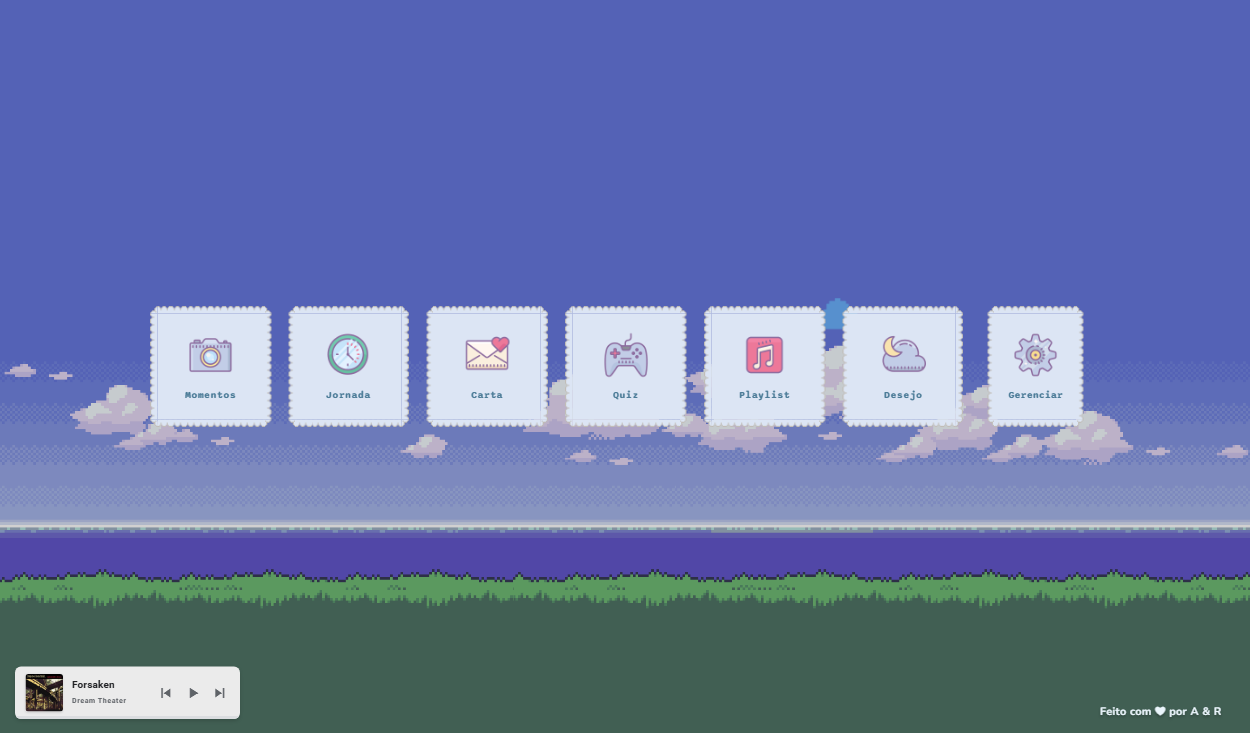 Momentos
Jornada
Carta
Quiz
Playlist
Desejo
Gerenciar
Forsaken
Dream Theater
Feito com ♥ por A & R